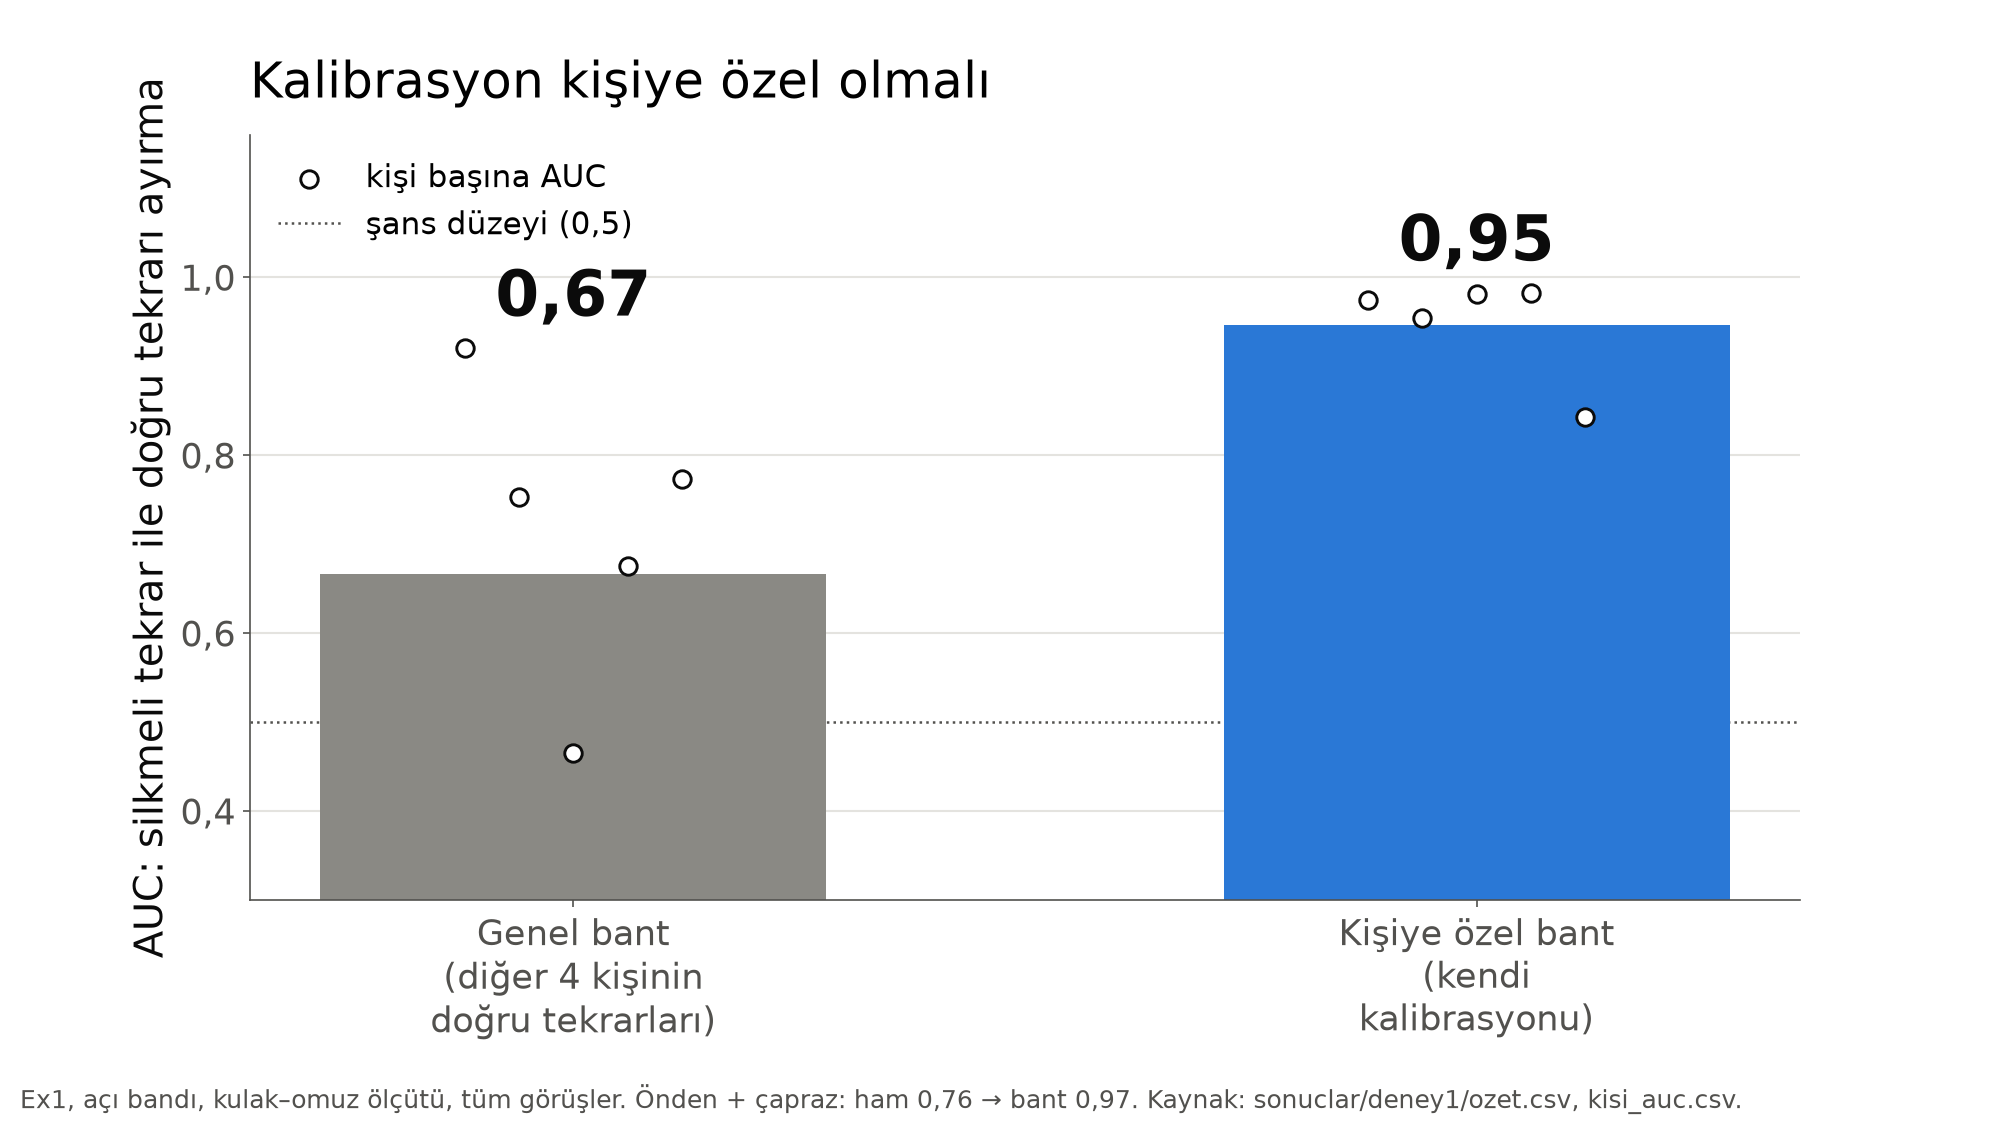 Kalibrasyon kişiye özel olmalı
AUC: silkmeli tekrar ile doğru tekrarı ayırma
kişi başına AUC
şans düzeyi (0,5)
0,67
0,95
1,0
0,8
0,6
0,4
Genel bant
(diğer 4 kişinin
doğru tekrarları)
Kişiye özel bant
(kendi
kalibrasyonu)
Ex1, açı bandı, kulak–omuz ölçütü, tüm görüşler. Önden + çapraz: ham 0,76 → bant 0,97. Kaynak: sonuclar/deney1/ozet.csv, kisi_auc.csv.